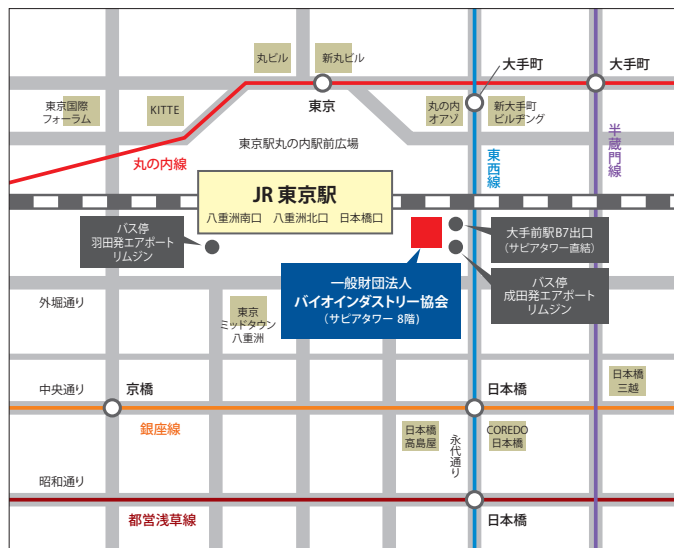 丸ビル
新丸ビル
大手町
大手町
東京国際
フォーラム
KITTE
東京
丸の内
オアゾ
新大手町
ビルヂング
東京駅丸の内駅前広場
丸の内線
東西線
半蔵門線
JR 東京駅
八重洲南口 八重洲北口 日本橋口
バス停
羽田発エアポート
リムジン
大手前駅B7出口
（サピアタワー直結）
一般財団法人
バイオインダストリー協会
（サピアタワー 8階）
バス停
成田発エアポート
リムジン
外堀通り
東京
ミッドタウン
八重洲
中央通り
京橋
日本橋
日本橋
三越
銀座線
日本橋
高島屋
永代通り
COREDO
日本橋
昭和通り
都営浅草線
日本橋